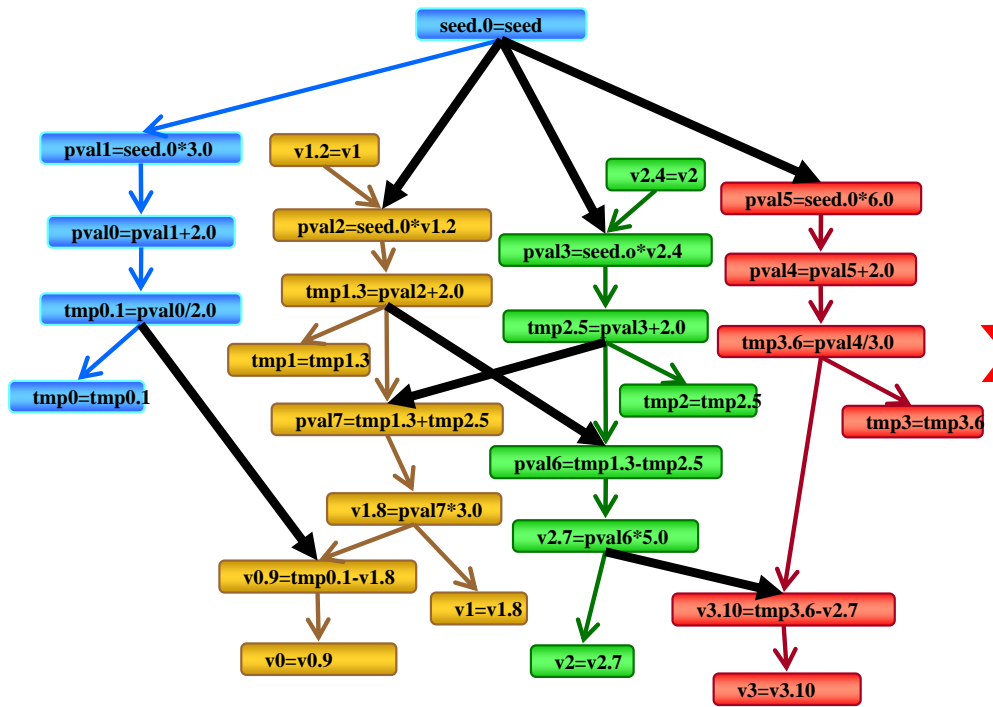 seed.0=seed
pval1=seed.0*3.0
v1.2=v1
v2.4=v2
pval5=seed.0*6.0
pval2=seed.0*v1.2
pval0=pval1+2.0
pval3=seed.o*v2.4
pval4=pval5+2.0
tmp1.3=pval2+2.0
tmp0.1=pval0/2.0
tmp2.5=pval3+2.0
tmp3.6=pval4/3.0
tmp1=tmp1.3
tmp0=tmp0.1
tmp2=tmp2.5
pval7=tmp1.3+tmp2.5
tmp3=tmp3.6
pval6=tmp1.3-tmp2.5
v1.8=pval7*3.0
v2.7=pval6*5.0
v0.9=tmp0.1-v1.8
v1=v1.8
v3.10=tmp3.6-v2.7
v0=v0.9
v2=v2.7
v3=v3.10